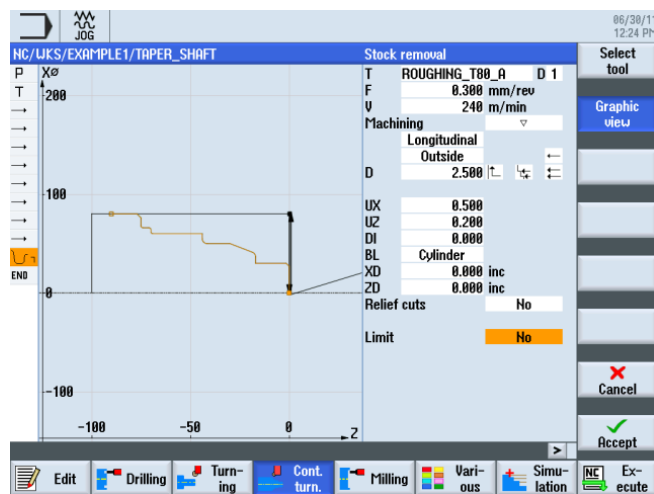 JOG
06/30/1
12:24 PM
NC/WKS/EXAMPLE1/TAPER_SHAFT
Stock removal
Select tool
P
T
END
XØ
200
100
0
-100
-100
-50
0
Z
T ROUGHING_T80_A D 1
F 0.300 mm/rev
V 240 m/min
Machining ▽
Longitudinal
Outside ←
D 2.500
UX 0.500
UZ 0.200
DI 0.000
BL Cylinder
XD 0.000 inc
ZD 0.000 inc
Relief cuts No
Limit No
Graphic view
Cancel
Accept
>
Edit
Drilling
Turn-
ing
Cont.
turn.
Milling
Vari-
ous
Simu-
lation
NC
Ex-
ecute